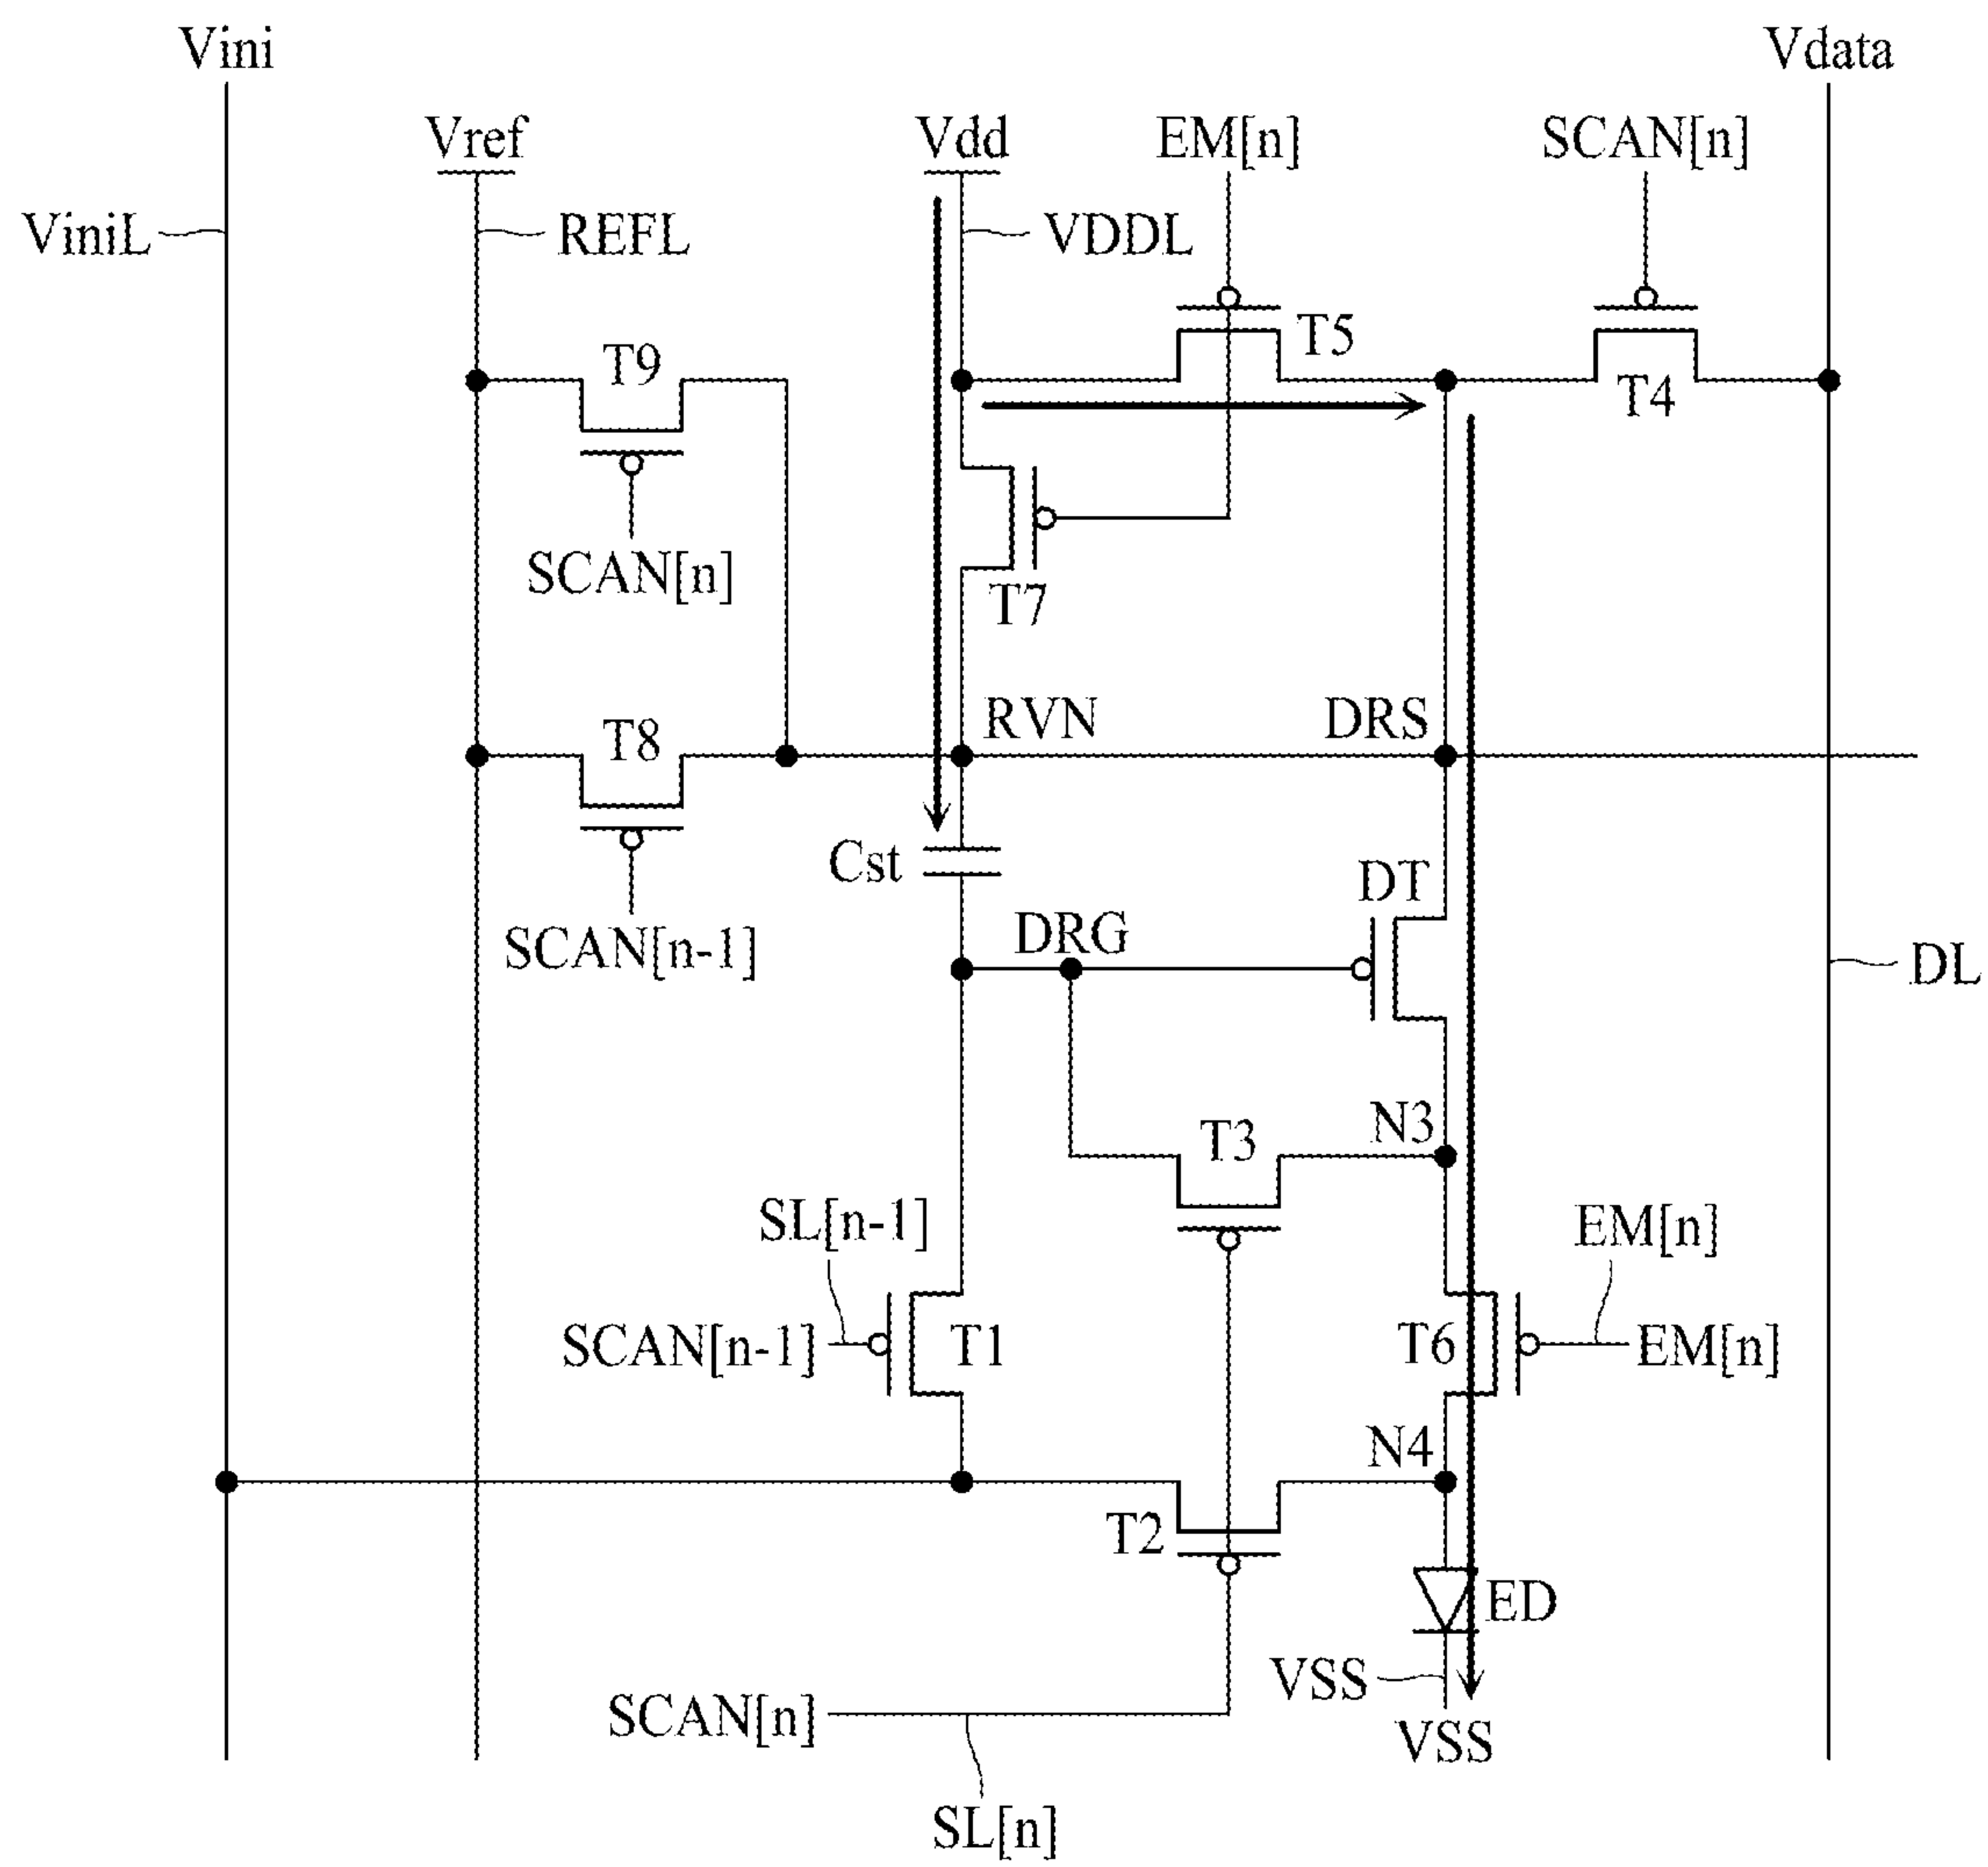 Vini
Vdata
Vref
Vdd
EM[n]
SCAN[n]
ViniL
REFL
VDDL
T5
T9
T4
SCAN[n]
T7
RVN
DRS
T8
Cst
DT
DRG
SCAN[n-1]
DL
N3
T3
SL[n-1]
EM[n]
SCAN[n-1]
T1
T6
EM[n]
N4
T2
ED
VSS
SCAN[n]
VSS
SL[n]